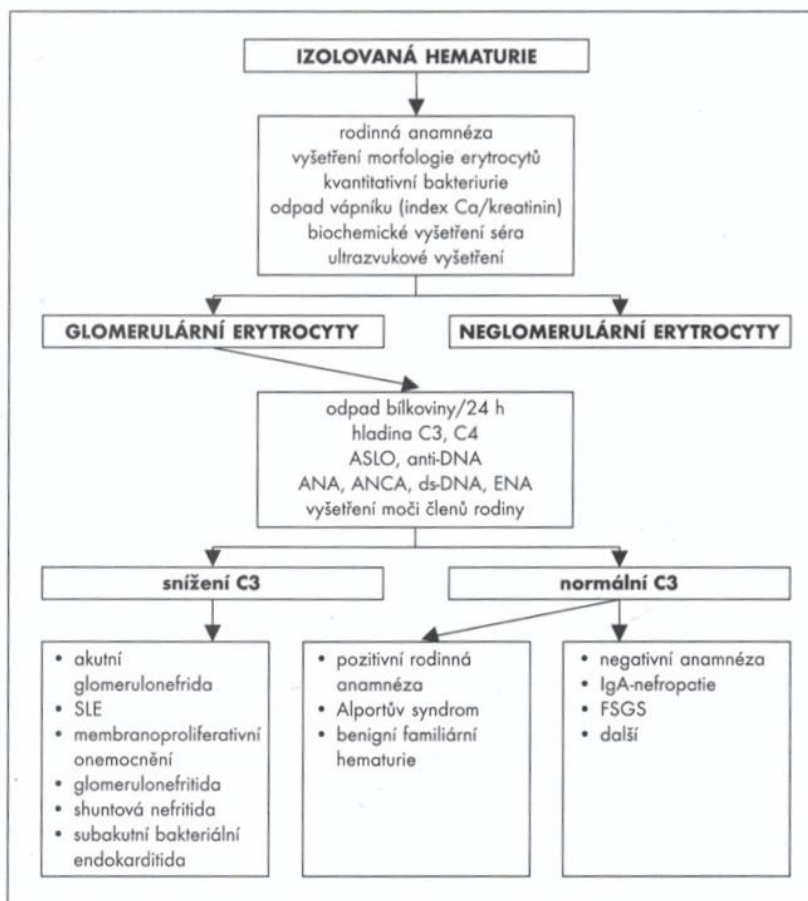 IZOLOVANÁ HEMATURIE
rodinná anamnéza
vyšetření morfologie erytrocytů
kvantitativní bakteriurie
odpad vápníku (index Ca/kreatinin)
biochemické vyšetření séra
ultrazvukové vyšetření
GLOMERULÁRNÍ ERYTROCYTY
NEGLOMERULÁRNÍ ERYTROCYTY
odpad bílkoviny/24 h
hladina C3, C4
ASLO, anti-DNA
ANA, ANCA, ds-DNA, ENA
vyšetření moči členů rodiny
snížení C3
normální C3
• akutní
glomerulonefrida
• SLE
• membranoproliferativní
onemocnění
• glomerulonefritida
• shuntová nefritida
• subakutní bakteriální
endokarditida
• pozitivní rodinná
anamnéza
• Alportův syndrom
• benigní familiární
hematurie
• negativní anamnéza
• IgA-nefropatie
• FSGS
• další